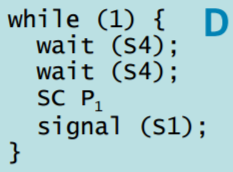 while (1) { D
wait (S4);
wait (S4);
SC P1
signal (S1);
}